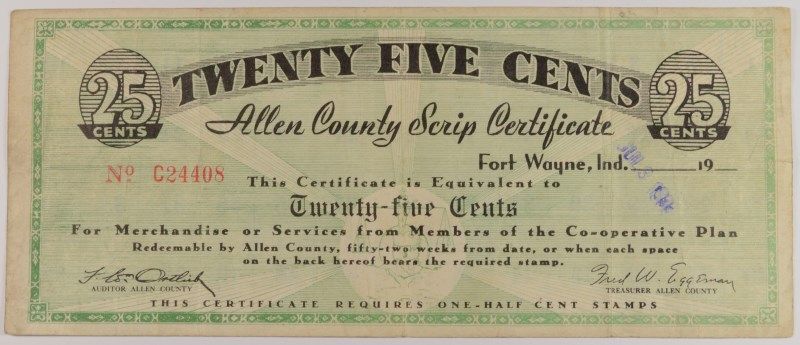 TWENTY FIVE CENTS
25 CENTS
25 CENTS
Allen County Scrip Certificate
Fort Wayne, Ind. 19
Nº C24408
This Certificate is Equivalent to
Twenty-five Cents
For Merchandise or Services from Members of the Co-operative Plan
Redeemable by Allen County, fifty-two weeks from date, or when each space
on the back hereof bears the required stamp.
Fred W. Eggeman
AUDITOR ALLEN COUNTY
TREASURER ALLEN COUNTY
THIS CERTIFICATE REQUIRES ONE-HALF CENT STAMPS